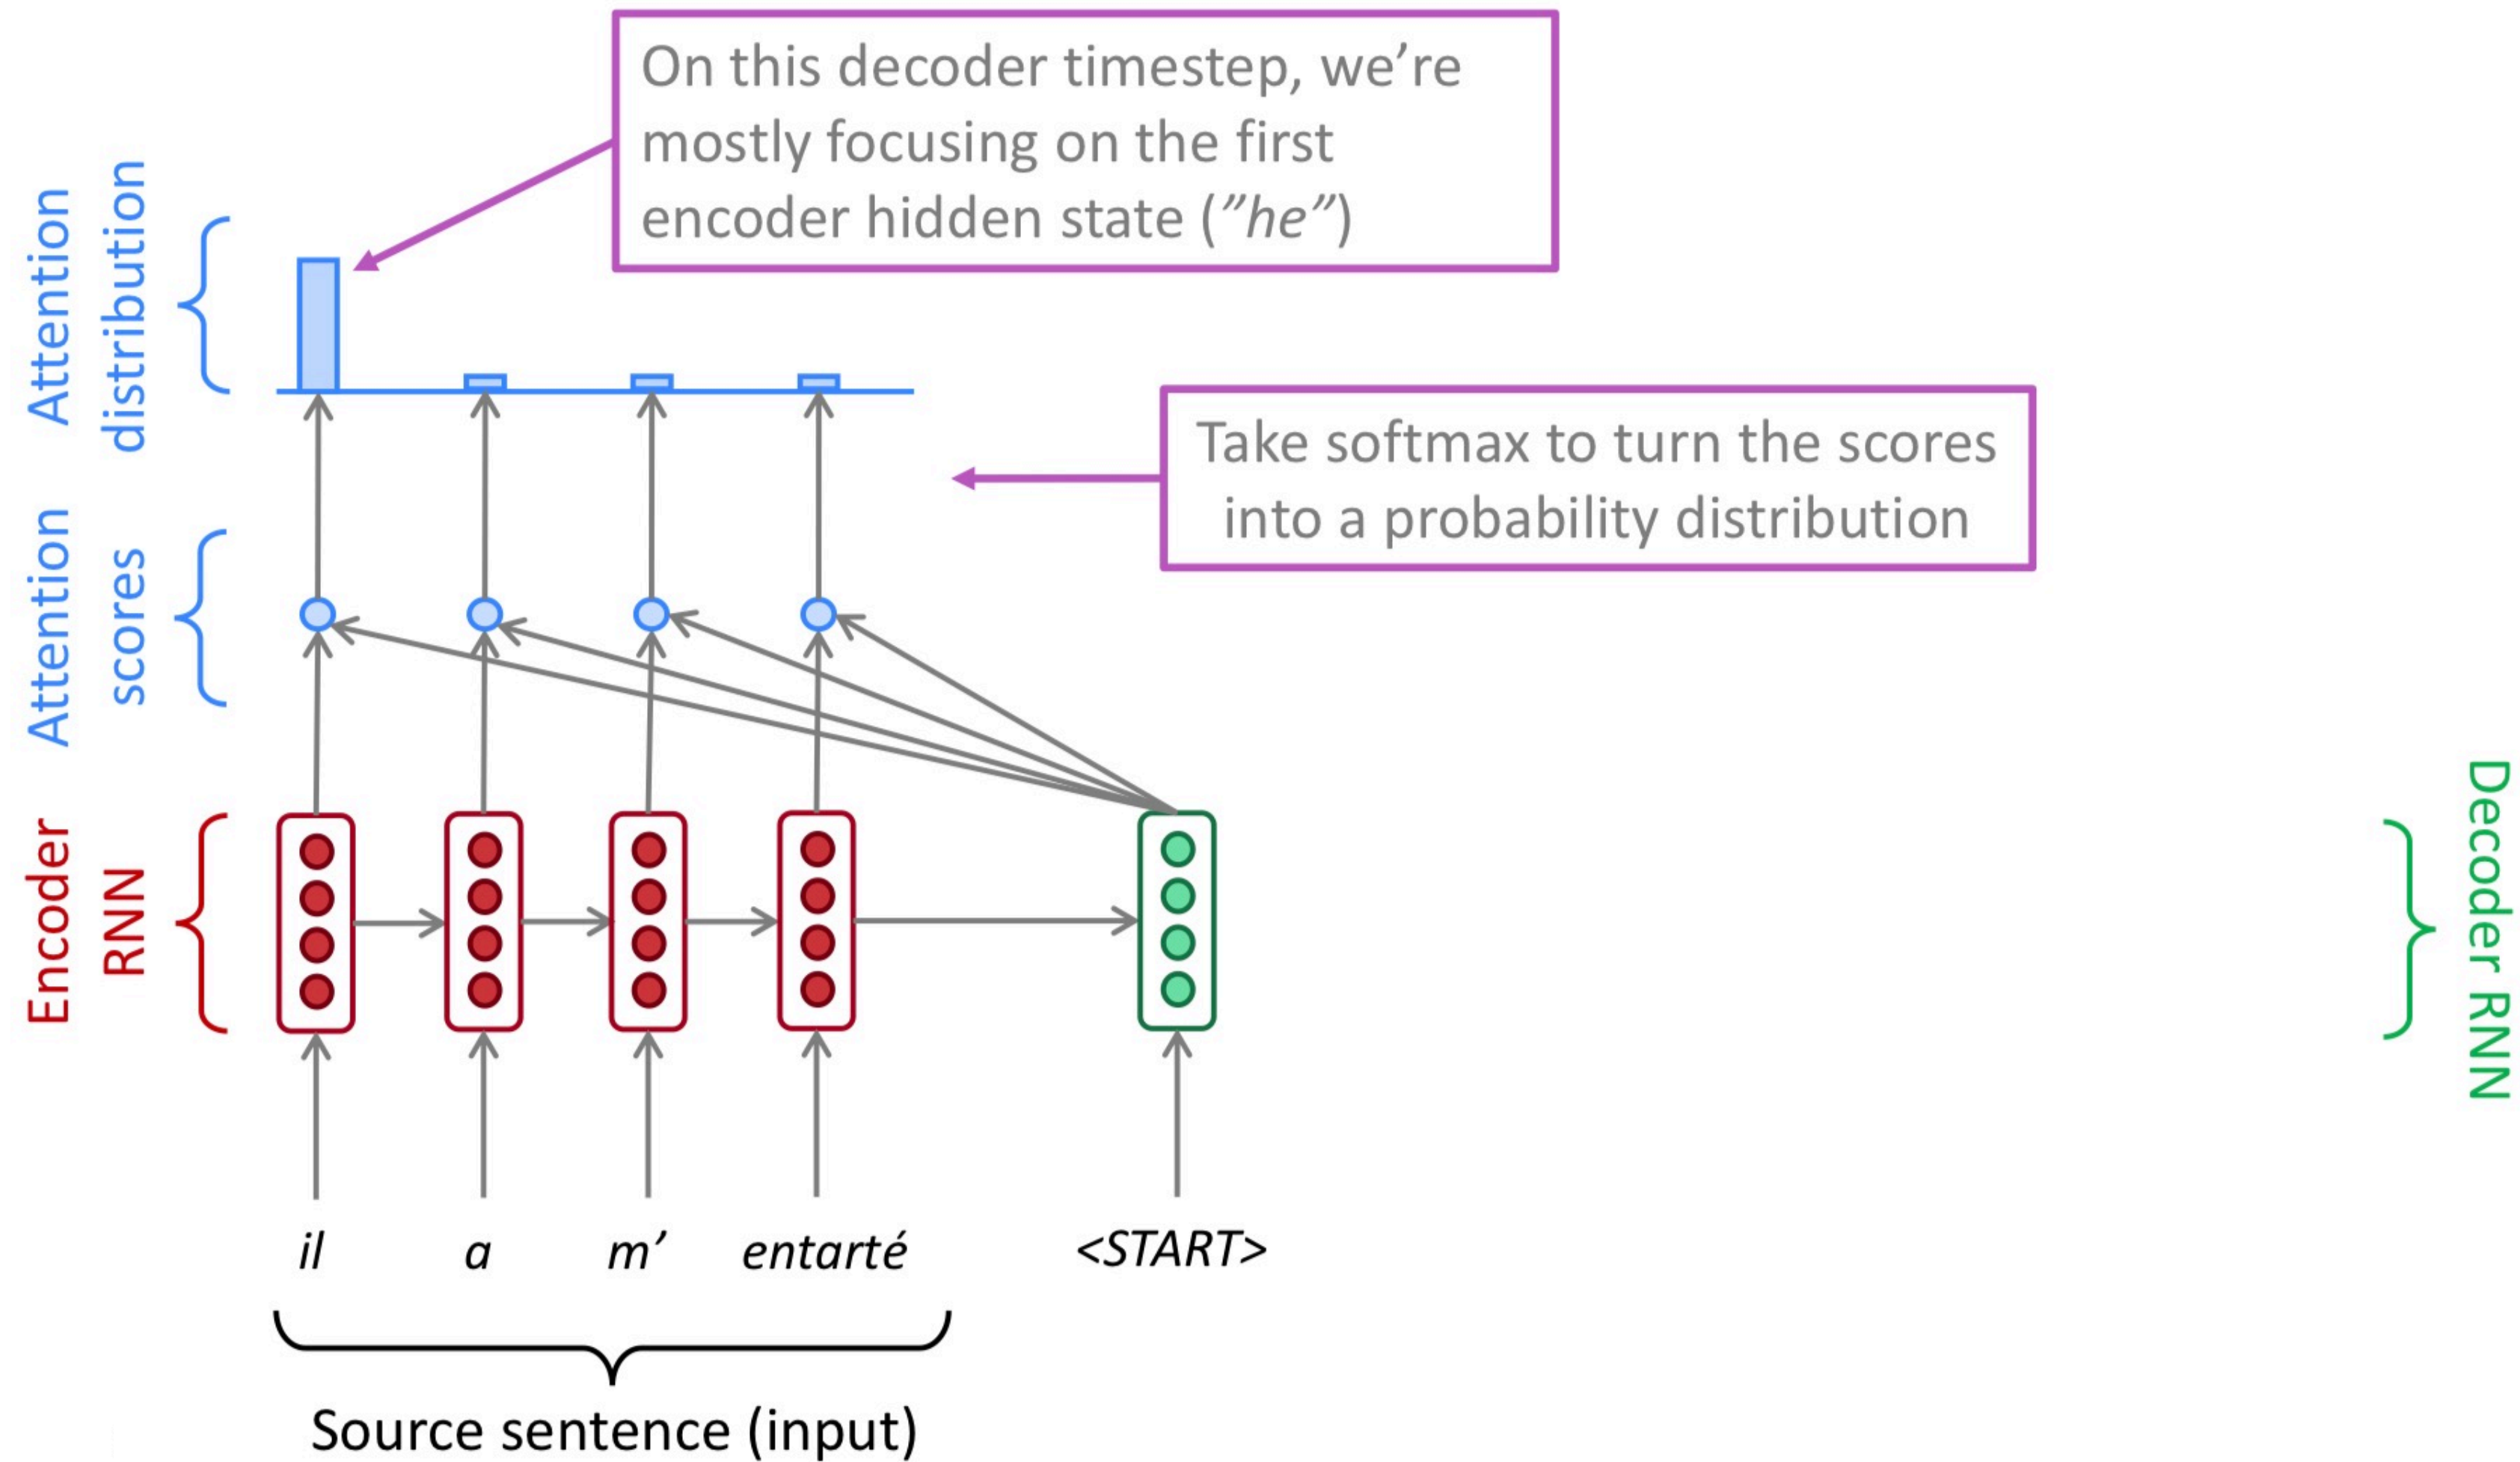 On this decoder timestep, we’re
mostly focusing on the first
encoder hidden state (”he”)
Attention
distribution
Take softmax to turn the scores
into a probability distribution
Attention
scores
Encoder
RNN
Decoder RNN
il a m’ entarté <START>
Source sentence (input)